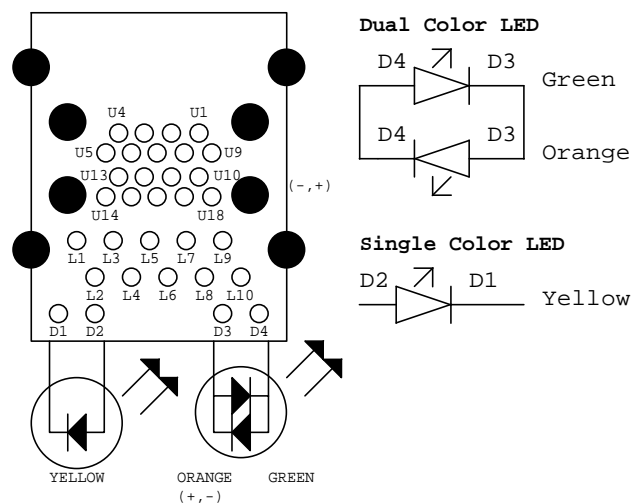 Dual Color LED
D4 D3 Green
D4 D3 Orange
Single Color LED
D2 D1 Yellow
U4 U1
U5 U9
U13 U10
U14 U18
(-,+)
L1 L3 L5 L7 L9
L2 L4 L6 L8 L10
D1 D2 D3 D4
YELLOW ORANGE GREEN
(+,-)